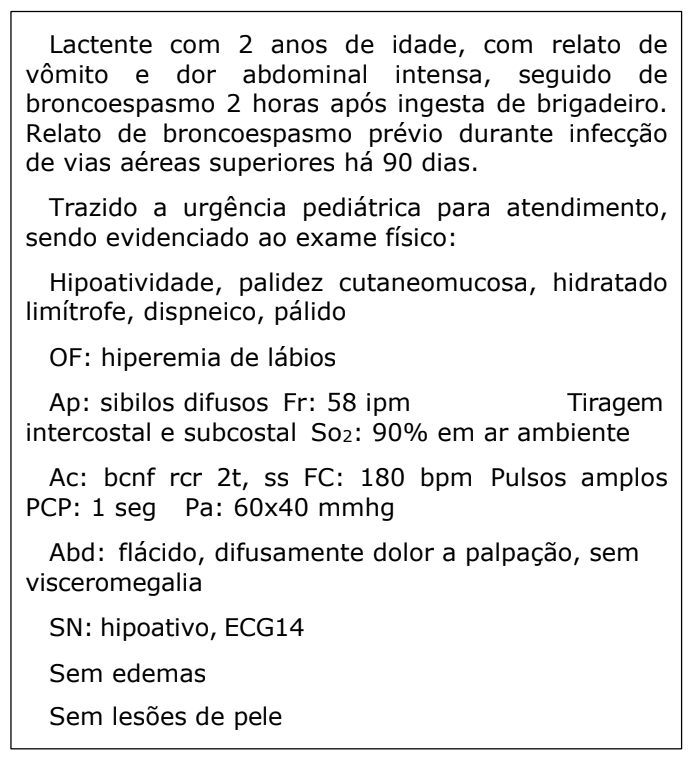 Lactente com 2 anos de idade, com relato de
vômito e dor abdominal intensa, seguido de
broncoespasmo 2 horas após ingesta de brigadeiro.
Relato de broncoespasmo prévio durante infecção
de vias aéreas superiores há 90 dias.
Trazido a urgência pediátrica para atendimento,
sendo evidenciado ao exame físico:
Hipoatividade, palidez cutaneomucosa, hidratado
limítrofe, dispneico, pálido
OF: hiperemia de lábios
Ap: sibilos difusos Fr: 58 ipm Tiragem
intercostal e subcostal So2: 90% em ar ambiente
Ac: bcnf rcr 2t, ss FC: 180 bpm Pulsos amplos
PCP: 1 seg Pa: 60x40 mmhg
Abd: flácido, difusamente dolor a palpação, sem
visceromegalia
SN: hipoativo, ECG14
Sem edemas
Sem lesões de pele